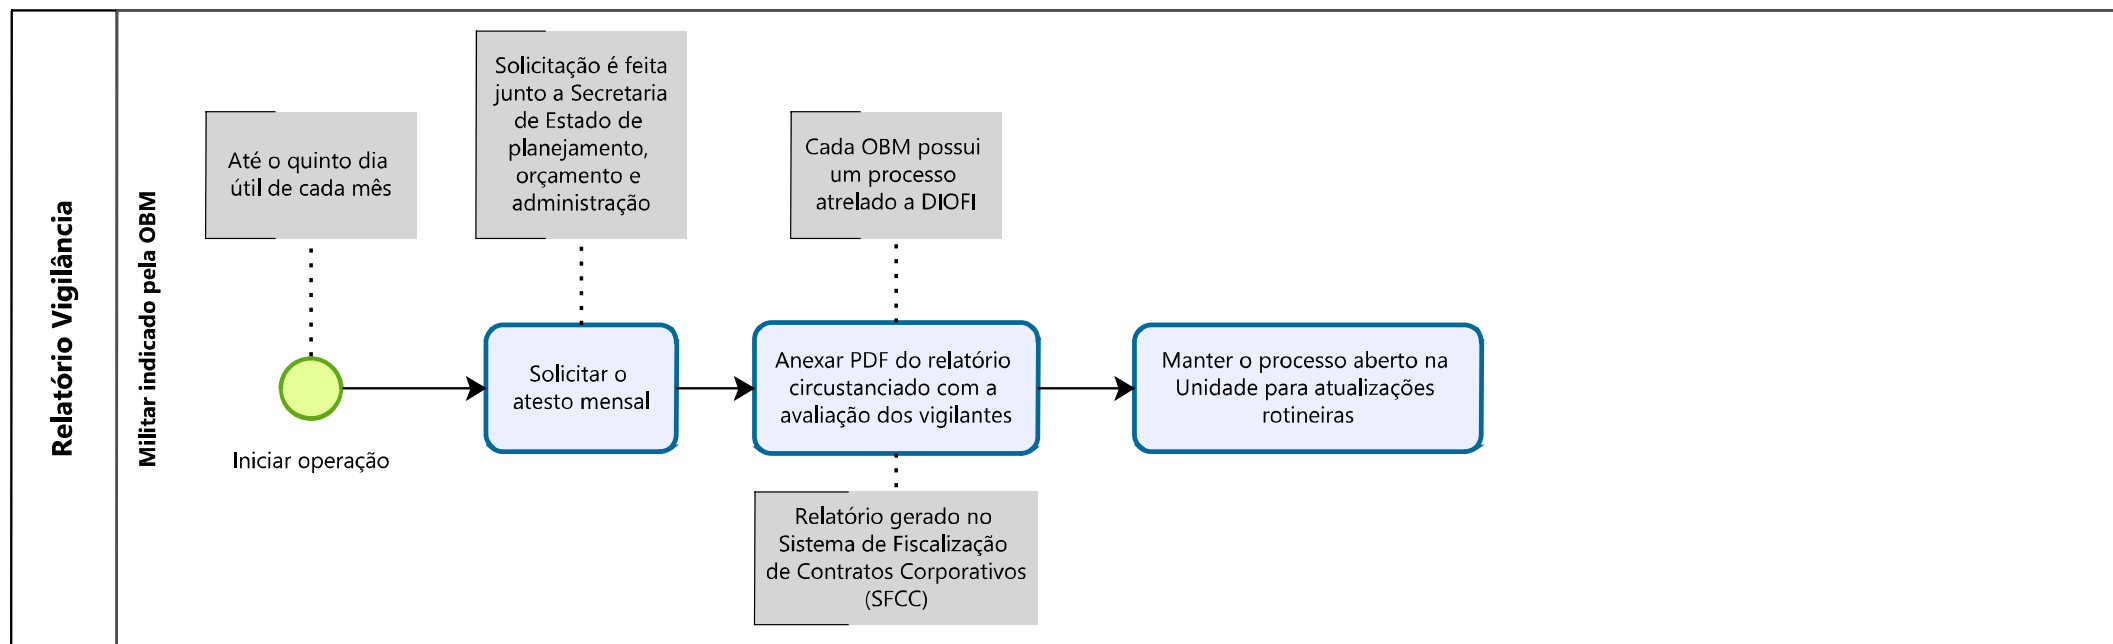 Relatório Vigilância
Militar indicado pela OBM
Até o quinto dia
útil de cada mês
Iniciar operação
Solicitação é feita
junto a Secretaria
de Estado de
planejamento,
orçamento e
administração
Solicitar o
atesto mensal
Cada OBM possui
um processo
atrelado a DIOFI
Anexar PDF do relatório
circustanciado com a
avaliação dos vigilantes
Relatório gerado no
Sistema de Fiscalização
de Contratos Corporativos
(SFCC)
Manter o processo aberto na
Unidade para atualizações
rotineiras